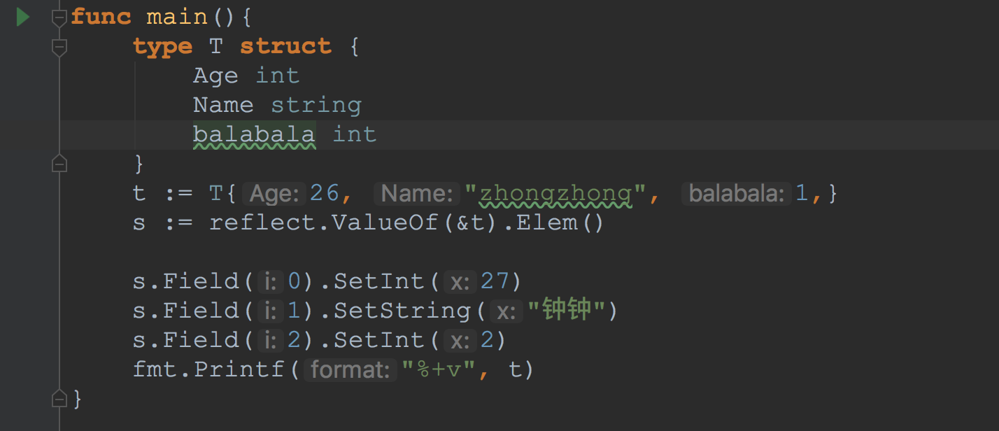 func main(){
type T struct {
Age int
Name string
balabala int
}
t := T{ Age: 26, Name: "zhongzhong", balabala: 1,}
s := reflect.ValueOf(&t).Elem()
s.Field( i: 0).SetInt( x: 27)
s.Field( i: 1).SetString( x: "钟钟")
s.Field( i: 2).SetInt( x: 2)
fmt.Printf( format: "%+v", t)
}